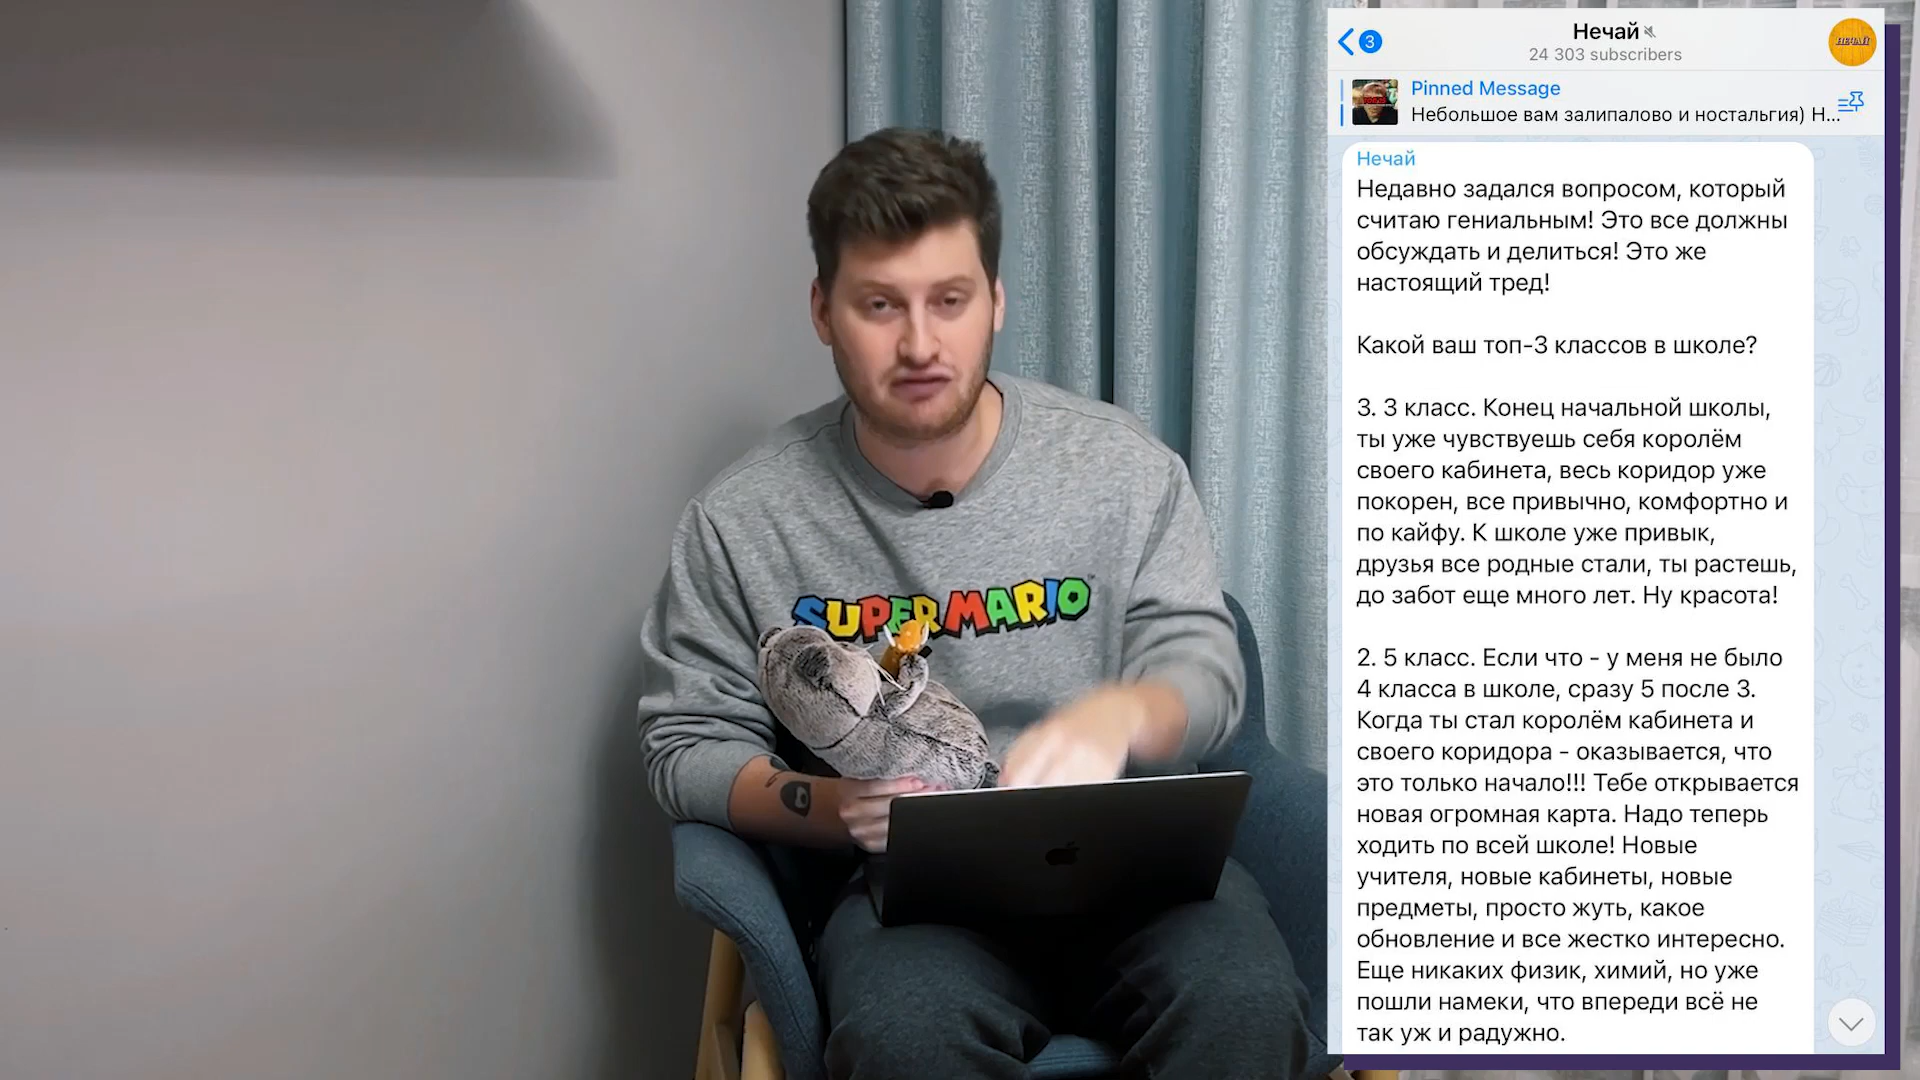 3
Нечай
24 303 subscribers
НЕЧАЙ
Pinned Message
Небольшое вам залипалово и ностальгия) Н...
Нечай
Недавно задался вопросом, который
считаю гениальным! Это все должны
обсуждать и делиться! Это же
настоящий тред!
Какой ваш топ-3 классов в школе?
3. 3 класс. Конец начальной школы,
ты уже чувствуешь себя королём
своего кабинета, весь коридор уже
покорен, все привычно, комфортно и
по кайфу. К школе уже привык,
друзья все родные стали, ты растешь,
до забот еще много лет. Ну красота!
2. 5 класс. Если что - у меня не было
4 класса в школе, сразу 5 после 3.
Когда ты стал королём кабинета и
своего коридора - оказывается, что
это только начало!!! Тебе открывается
новая огромная карта. Надо теперь
ходить по всей школе! Новые
учителя, новые кабинеты, новые
предметы, просто жуть, какое
обновление и все жестко интересно.
Еще никаких физик, химий, но уже
пошли намеки, что впереди всё не
так уж и радужно.
SUPER MARIO